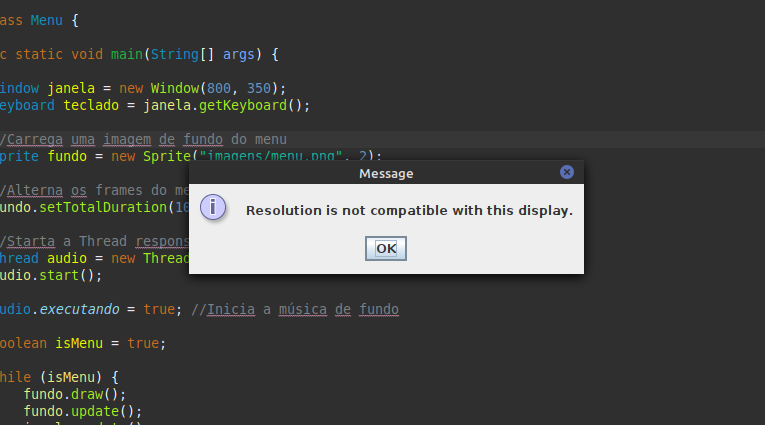 ass Menu {
c static void main(String[] args) {
indow janela = new Window(800, 350);
eyboard teclado = janela.getKeyboard();
/Carrega uma imagem de fundo do menu
prite fundo = new Sprite("imagens/menu.png", 2);
/Alterna os frames do me
undo.setTotalDuration(10
/Starta a Thread respons
hread audio = new Thread
udio.start();
udio.executando = true; //Inicia a música de fundo
oolean isMenu = true;
hile (isMenu) {
fundo.draw();
fundo.update();
Message
Resolution is not compatible with this display.
OK